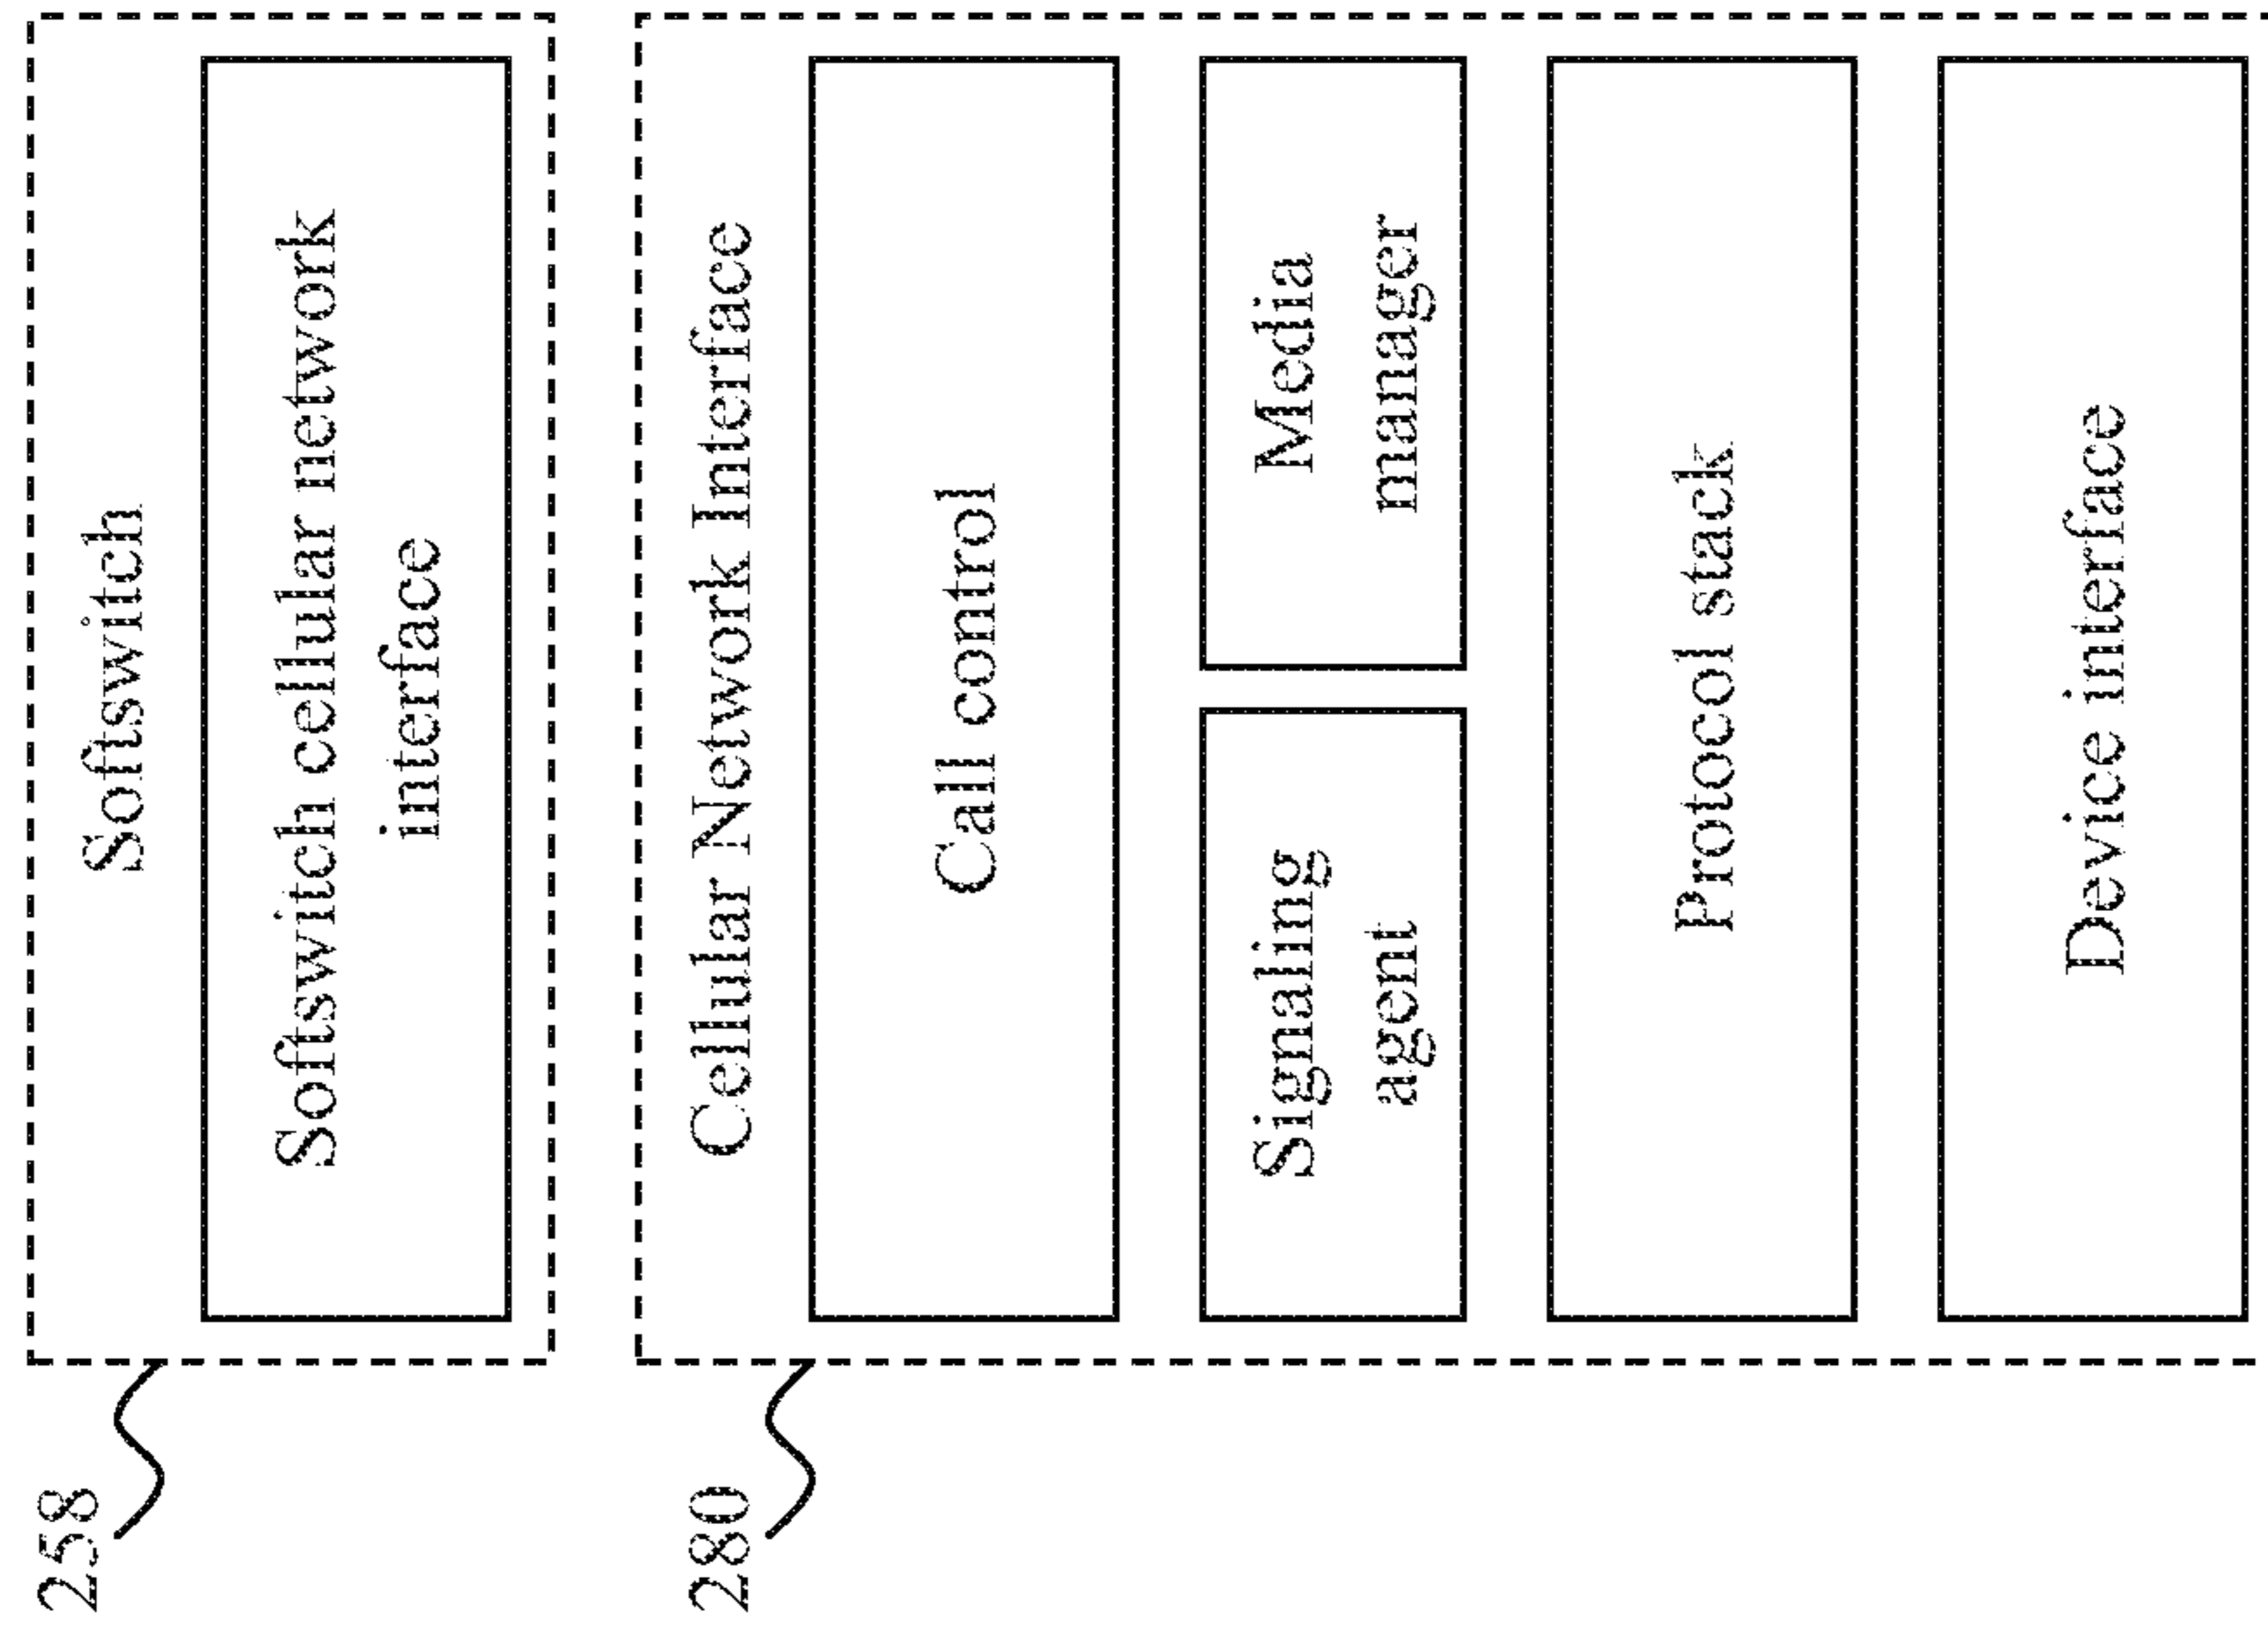 258
Softswitch
Softswitch cellular network
interface
280
Cellular Network Interface
Call control
Signaling
agent
Media
manager
Protocol stack
Device interface